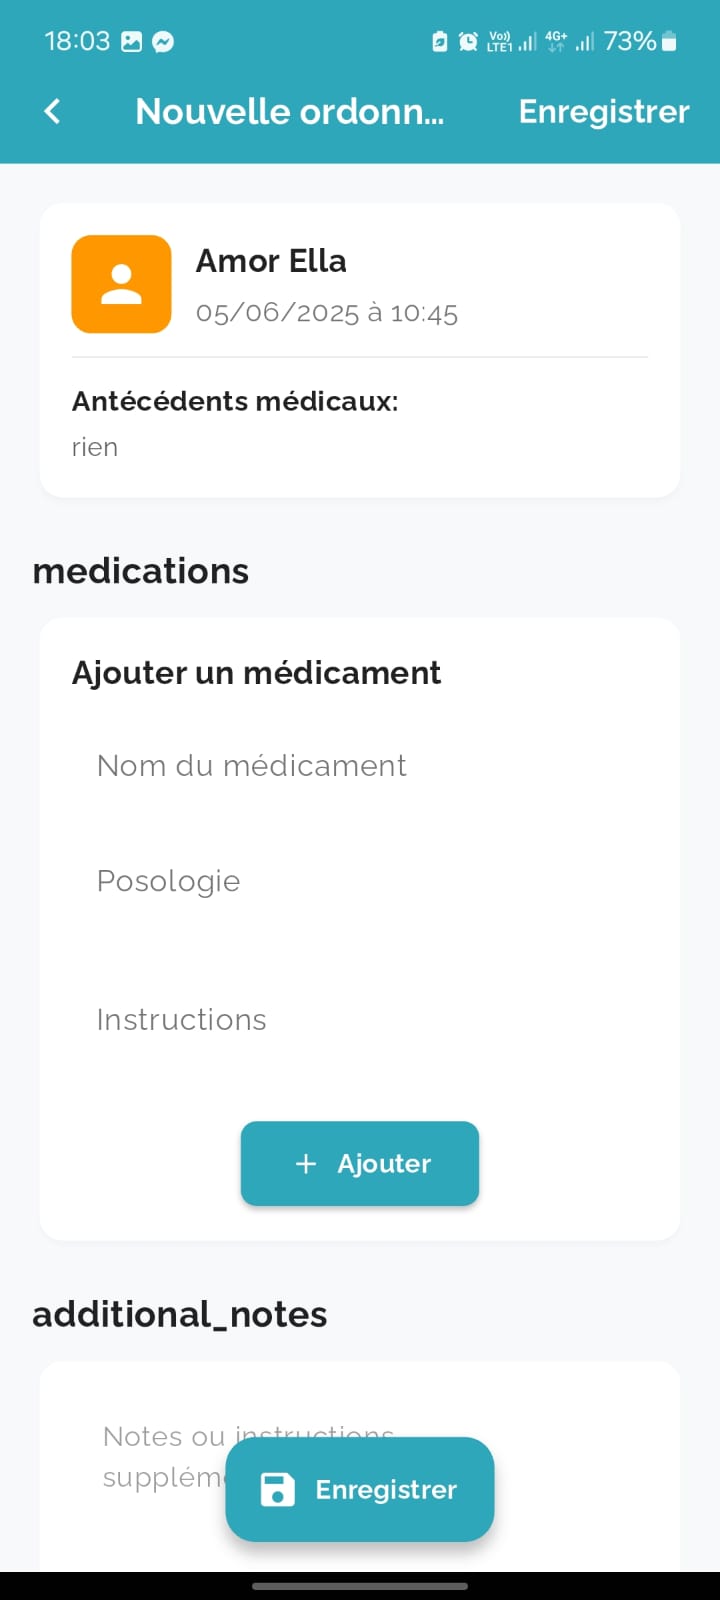 18:03
Vo)) LTE1 4G+ 73%
Nouvelle ordonn... Enregistrer
Amor Ella
05/06/2025 à 10:45
Antécédents médicaux:
rien
medications
Ajouter un médicament
Nom du médicament
Posologie
Instructions
+ Ajouter
additional_notes
Notes ou instructions
supplém
Enregistrer